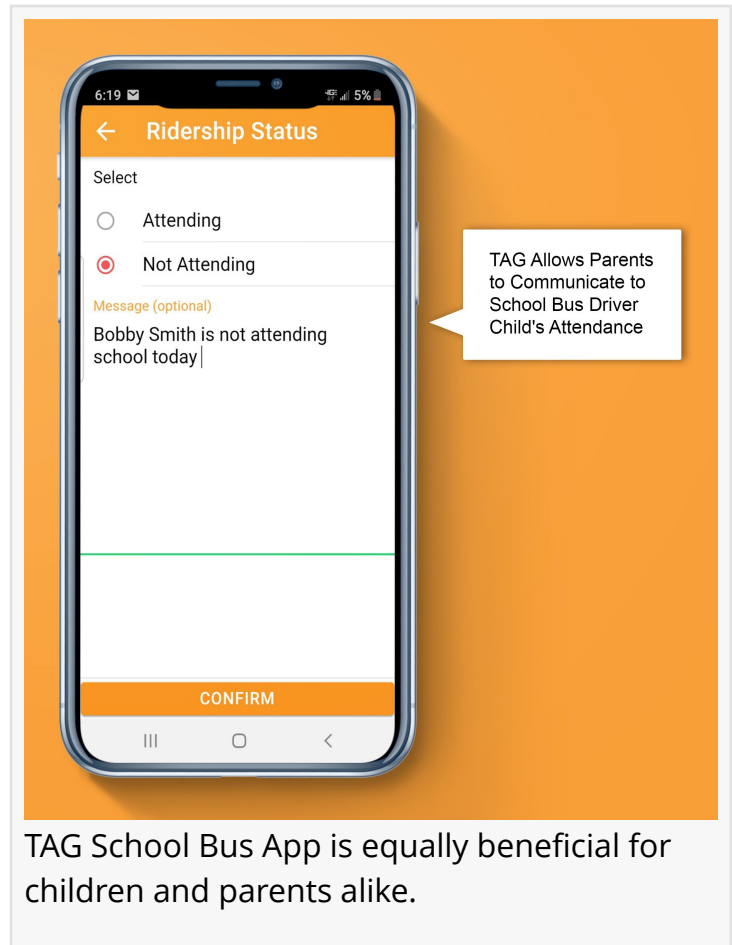 6:19 5%
Ridership Status
Select
Attending
Not Attending
Message (optional)
Bobby Smith is not attending
school today
CONFIRM
TAG Allows Parents
to Communicate to
School Bus Driver
Child's Attendance
TAG School Bus App is equally beneficial for
children and parents alike.